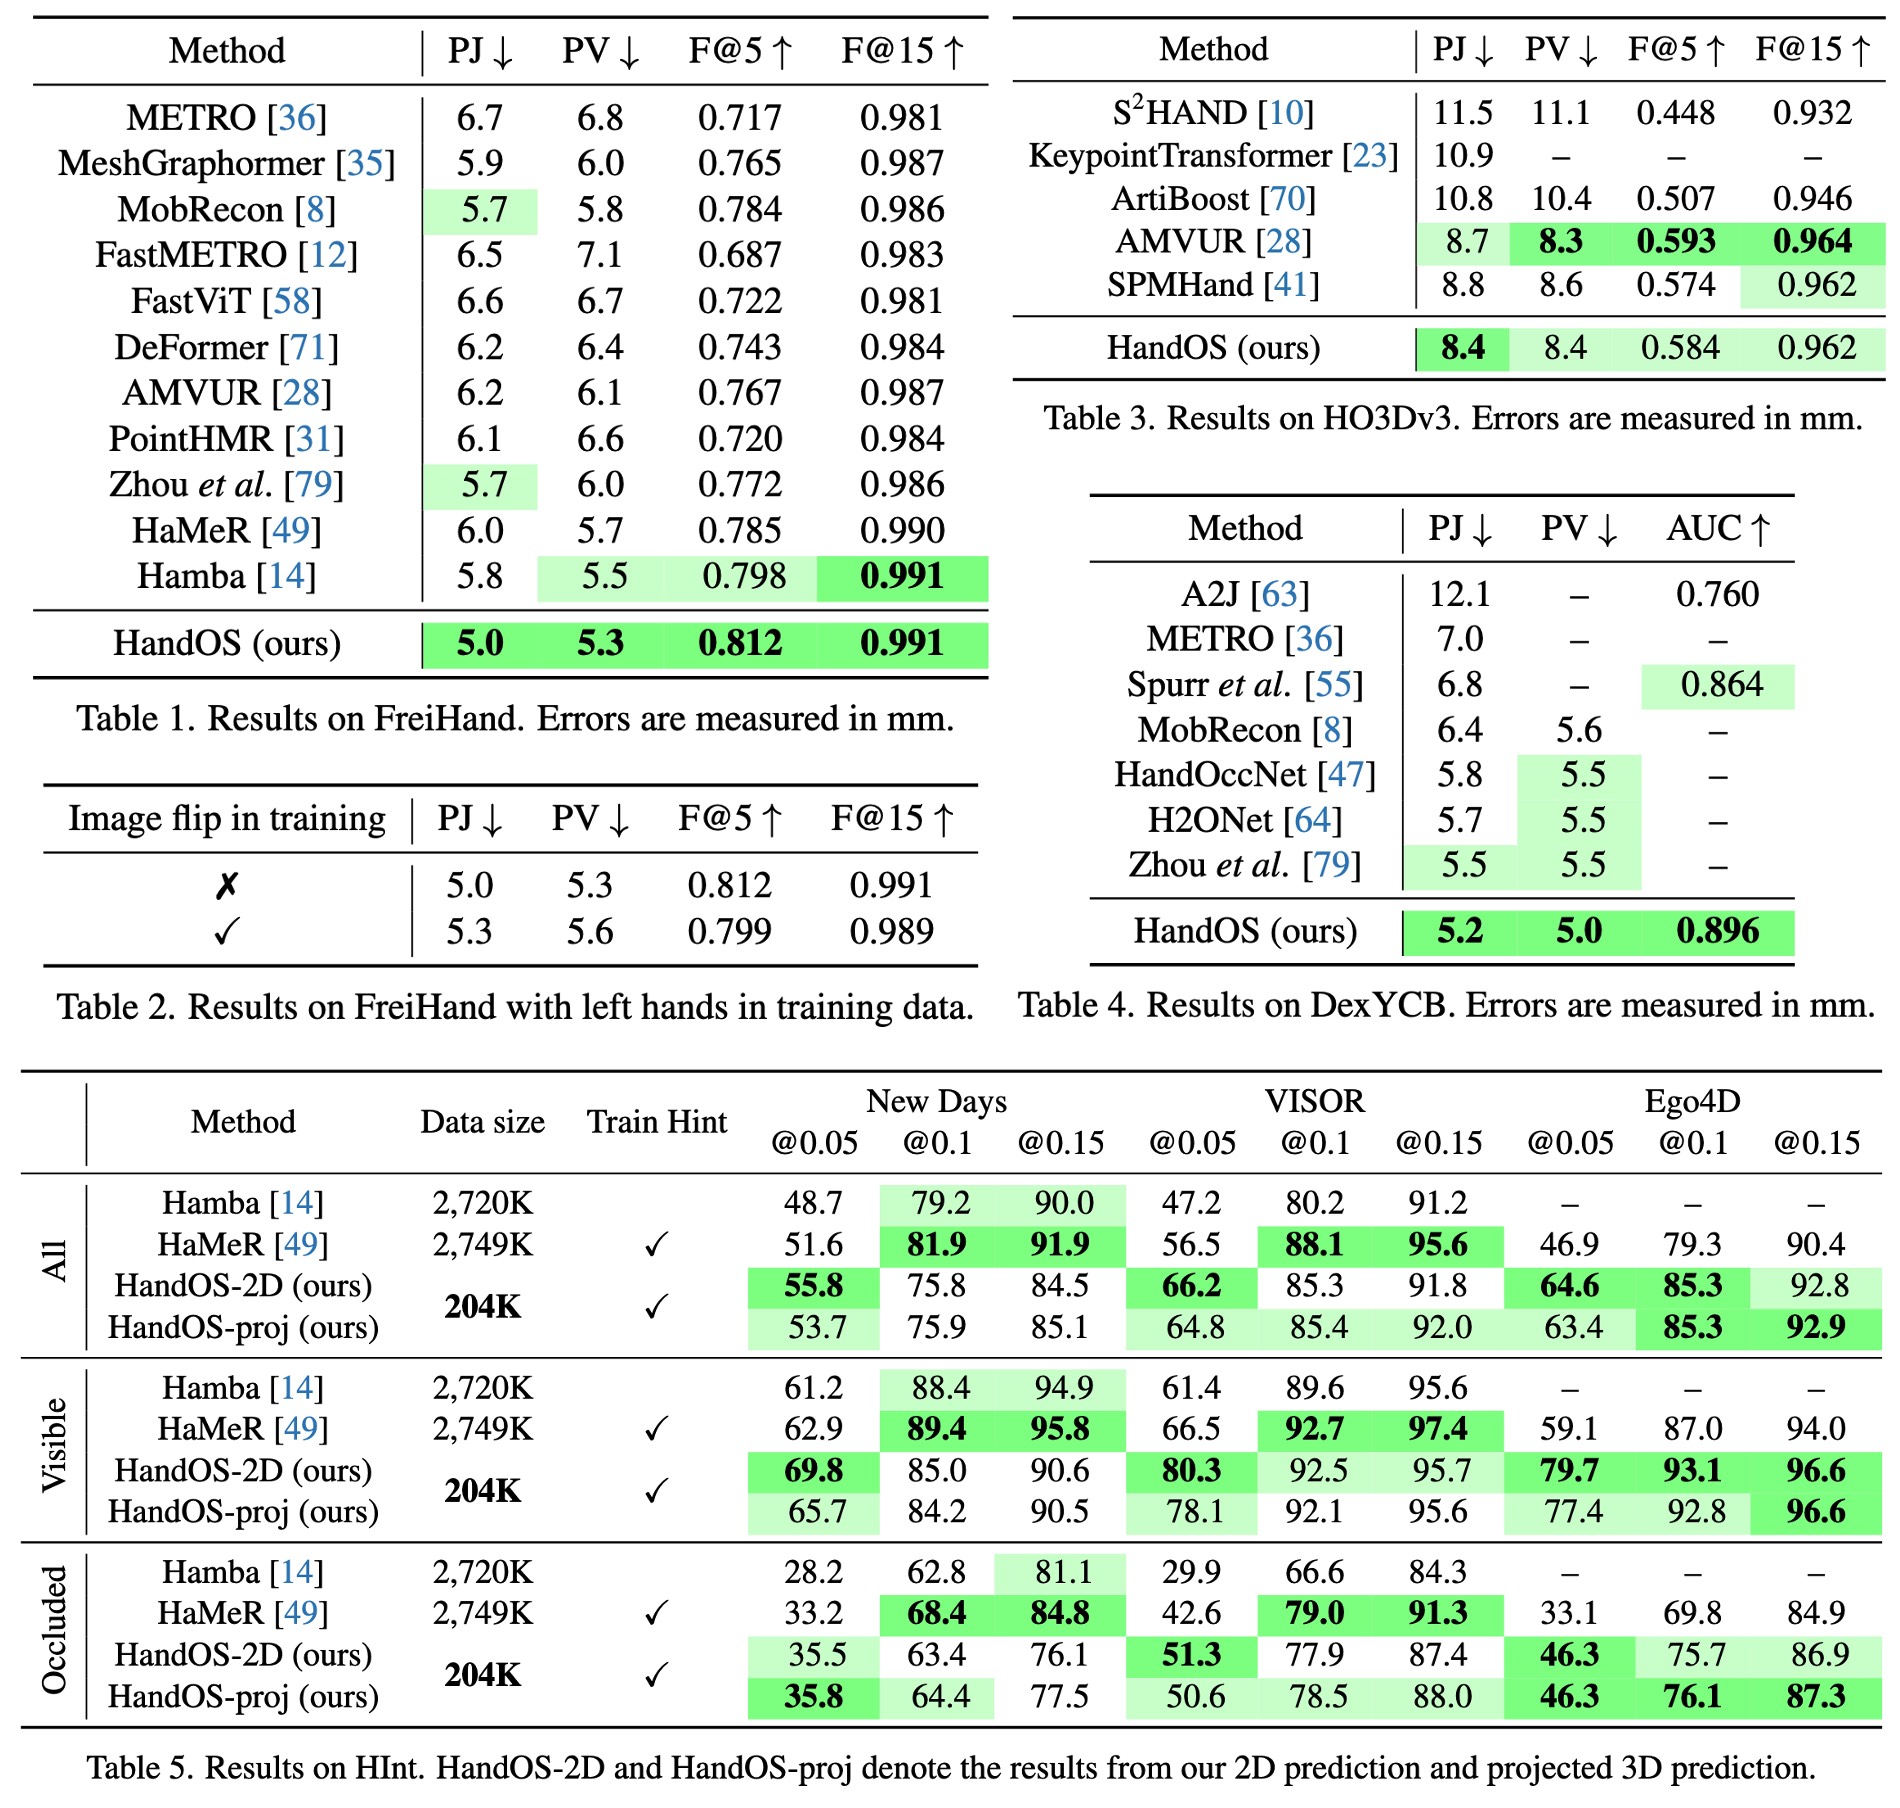 Method PJ ↓ PV ↓ F@5 ↑ F@15 ↑
METRO [36] 6.7 6.8 0.717 0.981
MeshGraphormer [35] 5.9 6.0 0.765 0.987
MobRecon [8] 5.7 5.8 0.784 0.986
FastMETRO [12] 6.5 7.1 0.687 0.983
FastViT [58] 6.6 6.7 0.722 0.981
DeFormer [71] 6.2 6.4 0.743 0.984
AMVUR [28] 6.2 6.1 0.767 0.987
PointHMR [31] 6.1 6.6 0.720 0.984
Zhou et al. [79] 5.7 6.0 0.772 0.986
HaMeR [49] 6.0 5.7 0.785 0.990
Hamba [14] 5.8 5.5 0.798 0.991
HandOS (ours) 5.0 5.3 0.812 0.991
Table 1. Results on FreiHand. Errors are measured in mm.
Image flip in training PJ ↓ PV ↓ F@5 ↑ F@15 ↑
✗ 5.0 5.3 0.812 0.991
✓ 5.3 5.6 0.799 0.989
Table 2. Results on FreiHand with left hands in training data.
Method PJ ↓ PV ↓ F@5 ↑ F@15 ↑
S²HAND [10] 11.5 11.1 0.448 0.932
KeypointTransformer [23] 10.9 – – –
ArtiBoost [70] 10.8 10.4 0.507 0.946
AMVUR [28] 8.7 8.3 0.593 0.964
SPMHand [41] 8.8 8.6 0.574 0.962
HandOS (ours) 8.4 8.4 0.584 0.962
Table 3. Results on HO3Dv3. Errors are measured in mm.
Method PJ ↓ PV ↓ AUC ↑
A2J [63] 12.1 – 0.760
METRO [36] 7.0 – –
Spurr et al. [55] 6.8 – 0.864
MobRecon [8] 6.4 5.6 –
HandOccNet [47] 5.8 5.5 –
H2ONet [64] 5.7 5.5 –
Zhou et al. [79] 5.5 5.5 –
HandOS (ours) 5.2 5.0 0.896
Table 4. Results on DexYCB. Errors are measured in mm.
New Days VISOR Ego4D
Method Data size Train Hint
@0.05 @0.1 @0.15 @0.05 @0.1 @0.15 @0.05 @0.1 @0.15
All
Hamba [14] 2,720K 48.7 79.2 90.0 47.2 80.2 91.2 – – –
HaMeR [49] 2,749K ✓ 51.6 81.9 91.9 56.5 88.1 95.6 46.9 79.3 90.4
HandOS-2D (ours) 55.8 75.8 84.5 66.2 85.3 91.8 64.6 85.3 92.8
204K ✓
HandOS-proj (ours) 53.7 75.9 85.1 64.8 85.4 92.0 63.4 85.3 92.9
Visible
Hamba [14] 2,720K 61.2 88.4 94.9 61.4 89.6 95.6 – – –
HaMeR [49] 2,749K ✓ 62.9 89.4 95.8 66.5 92.7 97.4 59.1 87.0 94.0
HandOS-2D (ours) 69.8 85.0 90.6 80.3 92.5 95.7 79.7 93.1 96.6
204K ✓
HandOS-proj (ours) 65.7 84.2 90.5 78.1 92.1 95.6 77.4 92.8 96.6
Occluded
Hamba [14] 2,720K 28.2 62.8 81.1 29.9 66.6 84.3 – – –
HaMeR [49] 2,749K ✓ 33.2 68.4 84.8 42.6 79.0 91.3 33.1 69.8 84.9
HandOS-2D (ours) 35.5 63.4 76.1 51.3 77.9 87.4 46.3 75.7 86.9
204K ✓
HandOS-proj (ours) 35.8 64.4 77.5 50.6 78.5 88.0 46.3 76.1 87.3
Table 5. Results on HInt. HandOS-2D and HandOS-proj denote the results from our 2D prediction and projected 3D prediction.